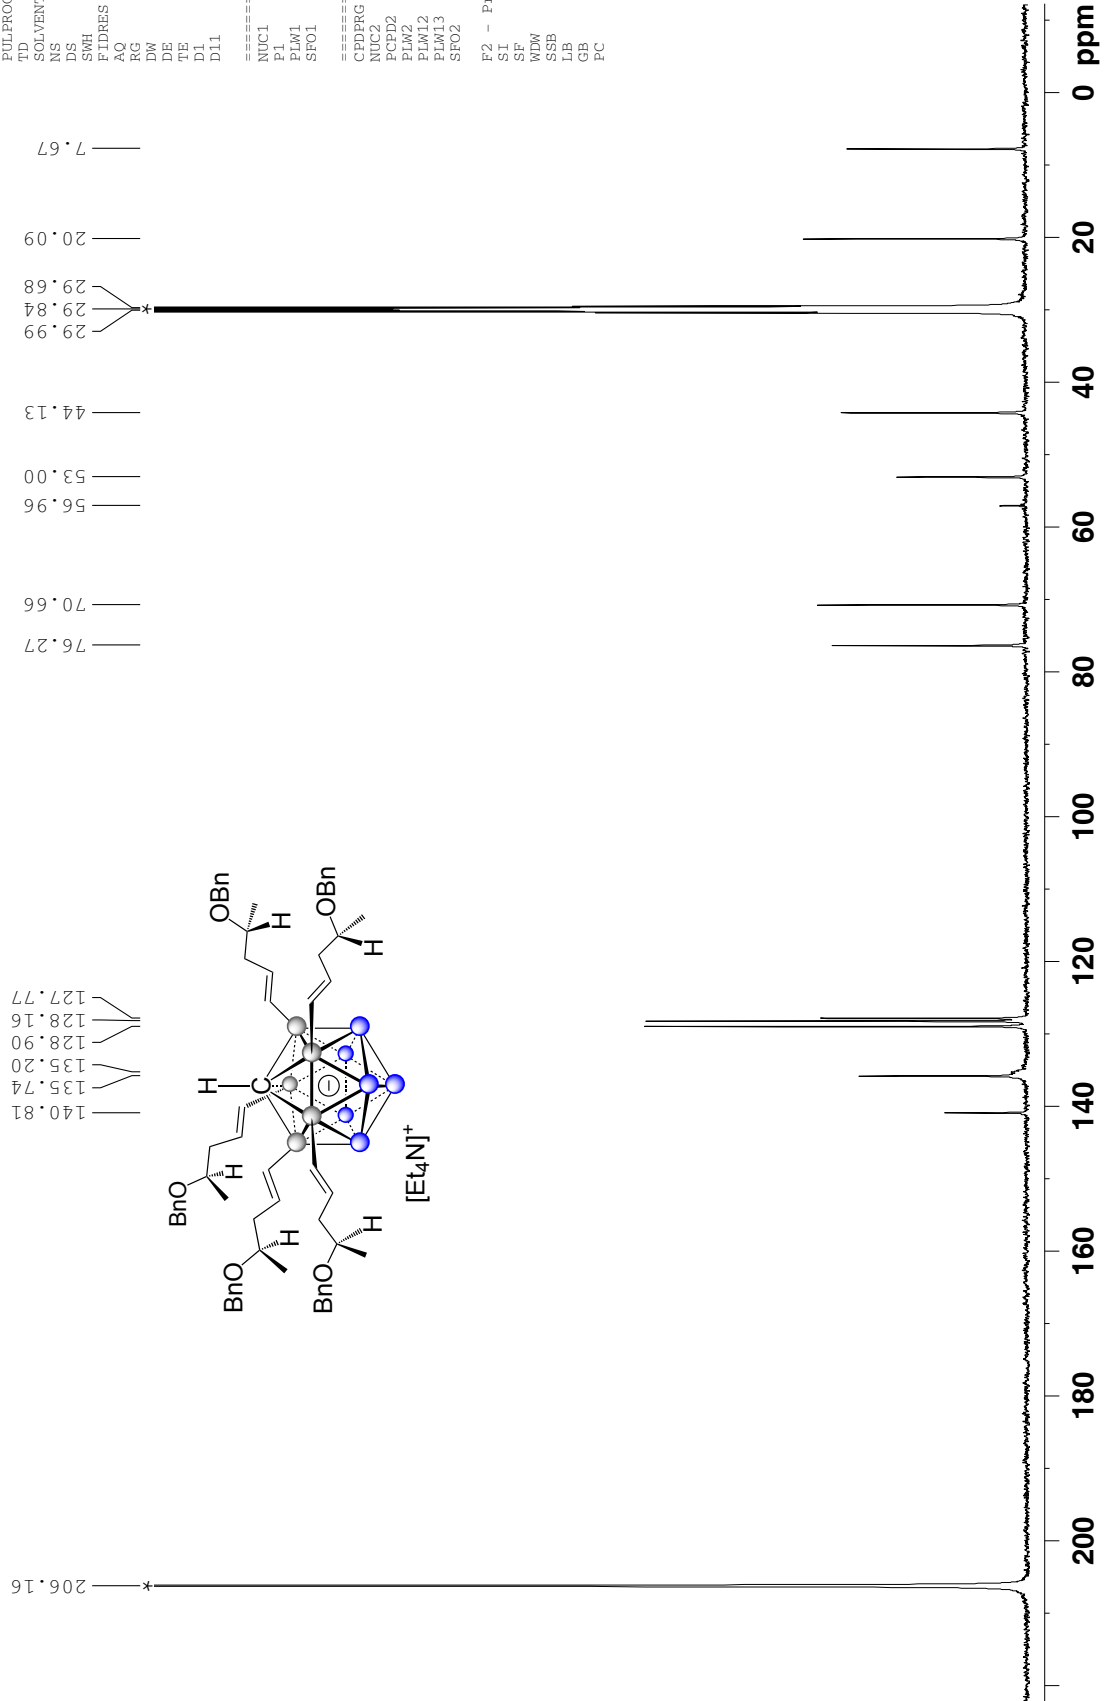 PULPROG
TD
SOLVENT
NS
DS
SWH
FIDRES
AQ
RG
DW
DE
TE
D1
D11
=======
NUC1
P1
PLW1
SFO1
=======
CPDPRG
NUC2
PCPD2
PLW2
PLW12
PLW13
SFO2
F2 - Pr
SI
SF
WDW
SSB
LB
GB
PC
206.16
140.81
135.74
135.20
128.90
128.16
127.77
76.27
70.66
56.96
53.00
44.13
29.99
29.84
29.68
20.09
7.67
*
*
BnO
H
BnO
H
BnO
H
H
C
OBn
H
OBn
H
[Et4N]+
200
180
160
140
120
100
80
60
40
20
0
ppm